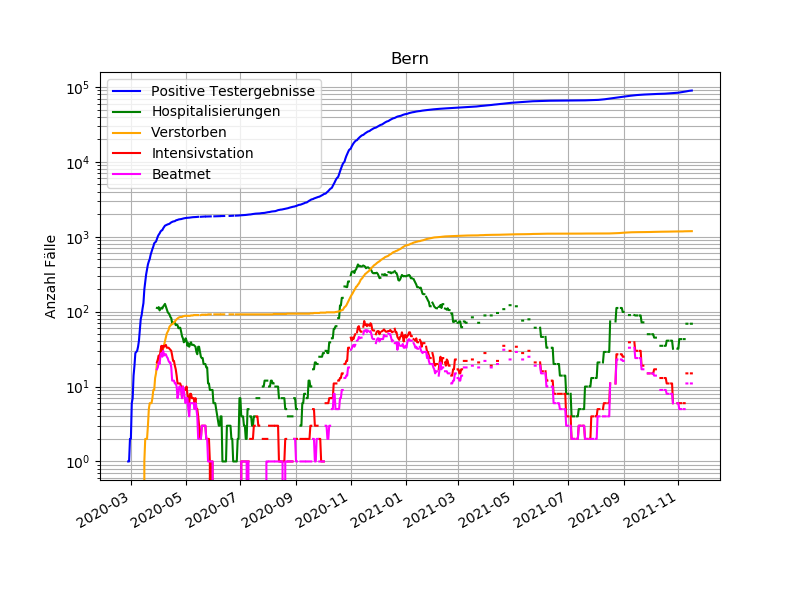 Bern
Positive Testergebnisse
Hospitalisierungen
Verstorben
Intensivstation
Beatmet
Anzahl Fälle
10^5
10^4
10^3
10^2
10^1
10^0
2020-03
2020-05
2020-07
2020-09
2020-11
2021-01
2021-03
2021-05
2021-07
2021-09
2021-11